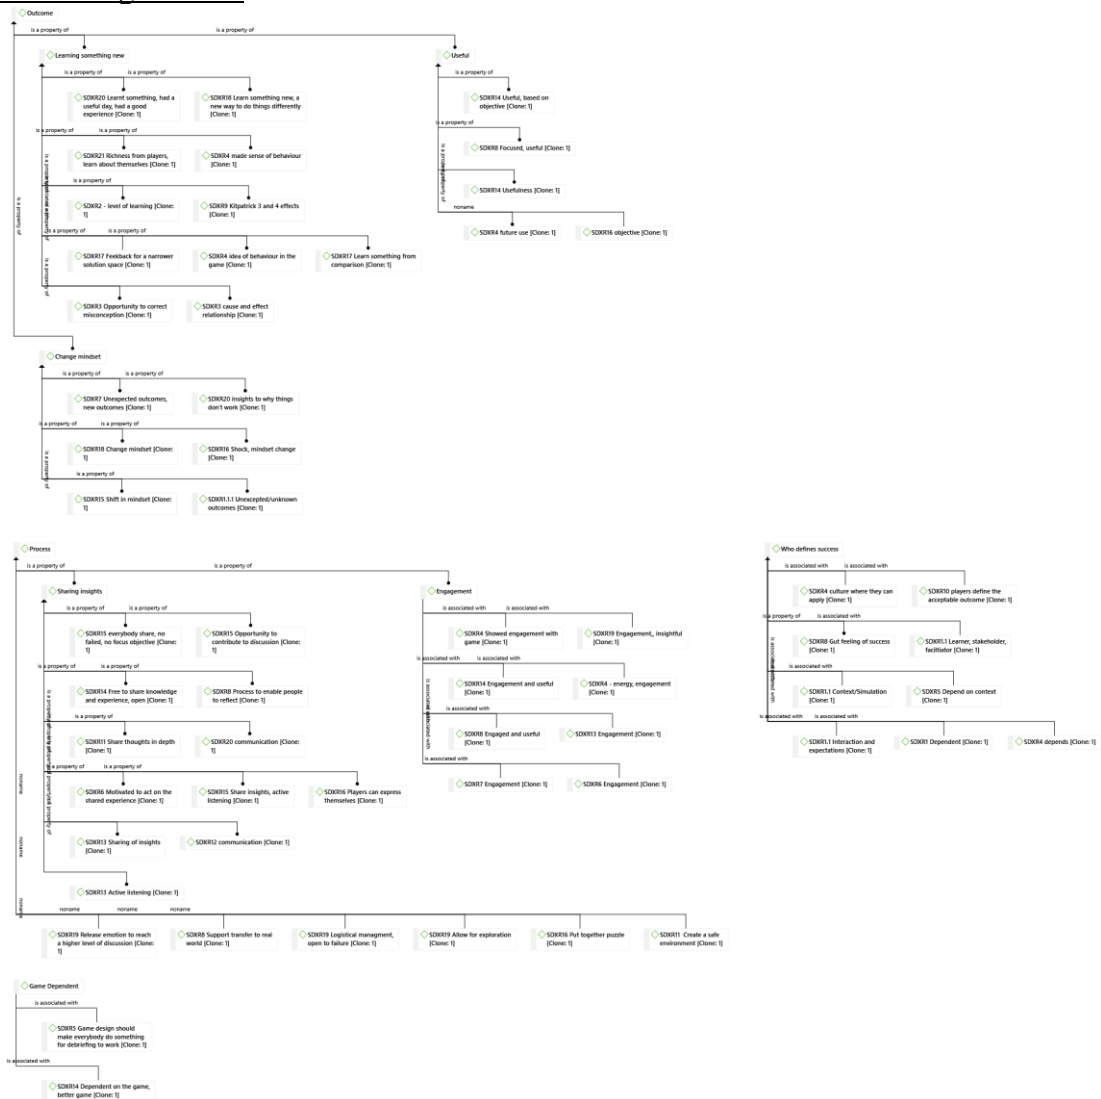 Outcome
is a property of
is a property of
Learning something new
Useful
is a property of
is a property of
is a property of
SDXR20 Learnt something, had a
useful day, had a good
experience [Clone: 1]
SDXR18 Learn something new, a
new way to do things differently
[Clone: 1]
SDXR14 Useful, based on
objective [Clone: 1]
is a property of
is a property of
is a property of
SDXR21 Richness from players,
learn about themselves [Clone: 1]
SDXR4 made sense of behaviour
[Clone: 1]
SDXR8 Focused, useful [Clone: 1]
is a property of
SDXR2 - level of learning [Clone:
1]
SDXR9 Kitpatrick 3 and 4 effects
[Clone: 1]
SDXR14 Usefulness [Clone: 1]
noname
is a property of
is a property of
is a property of
SDXR4 future use [Clone: 1]
SDXR16 objective [Clone: 1]
SDXR17 Feekback for a narrower
solution space [Clone: 1]
SDXR4 idea of behaviour in the
game [Clone: 1]
SDXR17 Learn something from
comparison [Clone: 1]
is a property of
SDXR3 Opportunity to correct
misconception [Clone: 1]
SDXR3 cause and effect
relationship [Clone: 1]
Change mindset
is a property of
is a property of
SDXR7 Unexpected outcomes,
new outcomes [Clone: 1]
SDXR20 insights to why things
don't work [Clone: 1]
is a property of
is a property of
SDXR18 Change mindset [Clone:
1]
SDXR16 Shock, mindset change
[Clone: 1]
is a property of
is a property of
SDXR15 Shift in mindset [Clone:
1]
SDXR1.1.1 Unexcepted/unknown
outcomes [Clone: 1]
Process
is a property of
is a property of
Sharing insights
Engagement
is a property of
is a property of
is associated with
is associated with
SDXR15 everybody share, no
failed, no focus objective [Clone:
1]
SDXR15 Opportunity to
contribute to discussion [Clone:
1]
SDXR4 Showed engagement with
game [Clone: 1]
SDXR19 Engagement,, insightful
[Clone: 1]
is a property of
is a property of
is associated with
is associated with
SDXR14 Free to share knowledge
and experience, open [Clone: 1]
SDXR8 Process to enable people
to reflect [Clone: 1]
SDXR14 Engagement and useful
[Clone: 1]
SDXR4 - energy, engagement
[Clone: 1]
is a property of
is associated with
SDXR11 Share thoughts in depth
[Clone: 1]
SDXR20 communication [Clone:
1]
SDXR8 Engaged and useful
[Clone: 1]
SDXR13 Engagement [Clone: 1]
is a property of
is a property of
is associated with
SDXR6 Motivated to act on the
shared experience [Clone: 1]
SDXR15 Share insights, active
listening [Clone: 1]
SDXR16 Players can express
themselves [Clone: 1]
SDXR7 Engagement [Clone: 1]
SDXR6 Engagement [Clone: 1]
noname
SDXR13 Sharing of insights
[Clone: 1]
SDXR12 communication [Clone: 1]
noname
SDXR13 Active listening [Clone: 1]
noname
noname
noname
noname
SDXR19 Release emotion to reach
a higher level of discussion [Clone:
1]
SDXR8 Support transfer to real
world [Clone: 1]
SDXR19 Logistical managment,
open to failure [Clone: 1]
SDXR19 Allow for exploration
[Clone: 1]
SDXR16 Put together puzzle
[Clone: 1]
SDXR11 Create a safe
environment [Clone: 1]
Who defines success
is associated with
is associated with
SDXR4 culture where they can
apply [Clone: 1]
SDXR10 players define the
acceptable outcome [Clone: 1]
is a property of
SDXR8 Gut feeling of success
[Clone: 1]
SDXR1.1 Learner, stakeholder,
facilitiator [Clone: 1]
is associated with
SDXR1.1 Context/Simulation
[Clone: 1]
SDXR5 Depend on context
[Clone: 1]
is associated with
is associated with
SDXR1.1 Interaction and
expectations [Clone: 1]
SDXR1 Dependent [Clone: 1]
SDXR4 depends [Clone: 1]
Game Dependent
is associated with
SDXR5 Game design should
make everybody do something
for debriefing to work [Clone: 1]
is associated with
SDXR14 Dependent on the game,
better game [Clone: 1]